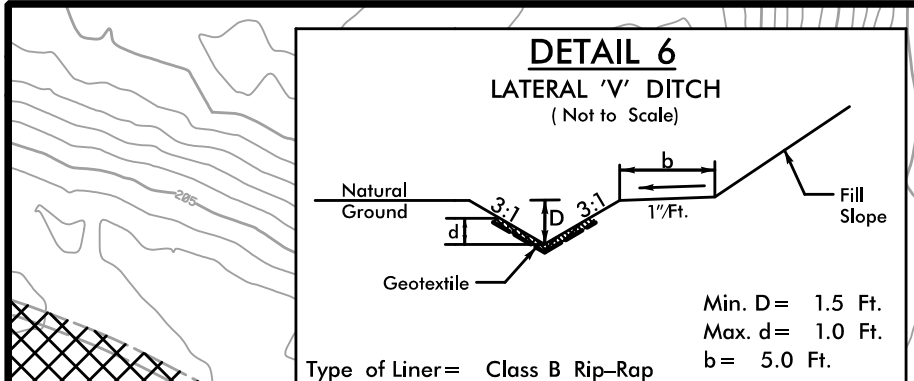 DETAIL 6
LATERAL 'V' DITCH
( Not to Scale)
b
Natural
Ground
3:1
D
3:1
1"/Ft.
Fill
Slope
d
Geotextile
205
Min. D= 1.5 Ft.
Max. d= 1.0 Ft.
b= 5.0 Ft.
Type of Liner= Class B Rip-Rap